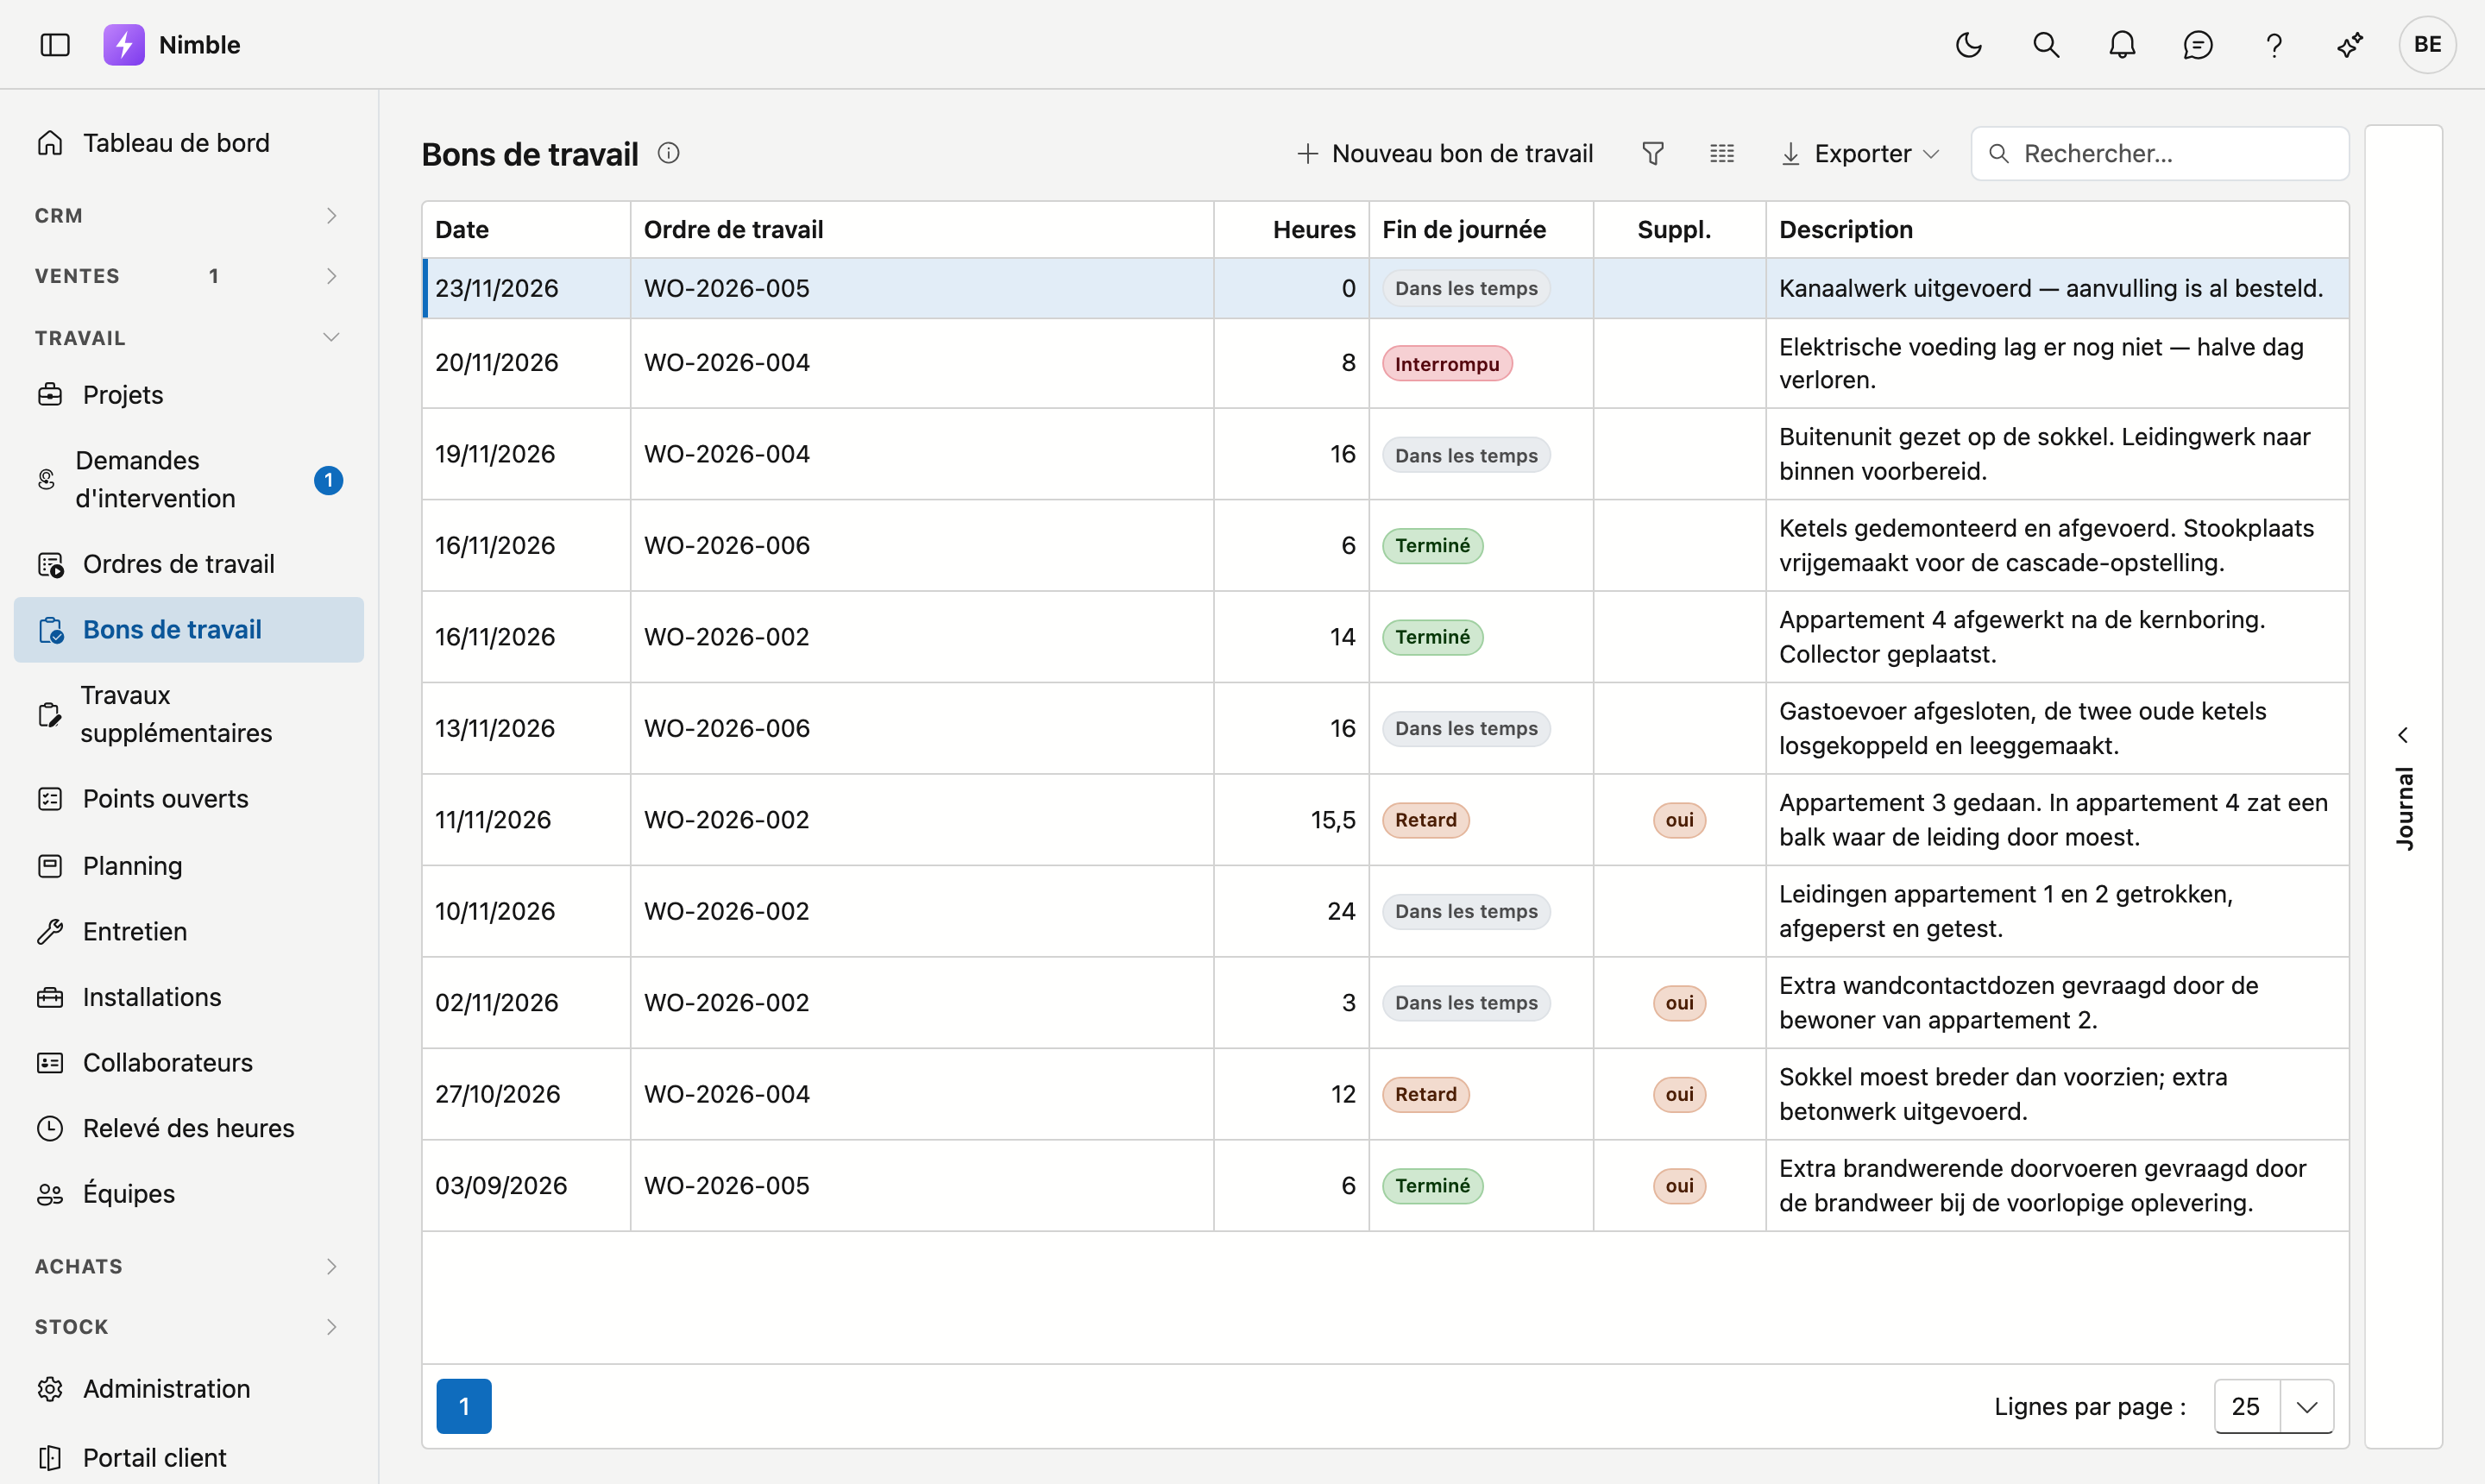 Nimble
BE
Tableau de bord
CRM
VENTES 1
TRAVAIL
Projets
Demandes
d'intervention
1
Ordres de travail
Bons de travail
Travaux
supplémentaires
Points ouverts
Planning
Entretien
Installations
Collaborateurs
Relevé des heures
Équipes
ACHATS
STOCK
Administration
Portail client
Bons de travail
Nouveau bon de travail
Exporter
Rechercher...
Date Ordre de travail Heures Fin de journée Suppl. Description
23/11/2026 WO-2026-005 0 Dans les temps Kanaalwerk uitgevoerd — aanvulling is al besteld.
20/11/2026 WO-2026-004 8 Interrompu Elektrische voeding lag er nog niet — halve dag
verloren.
19/11/2026 WO-2026-004 16 Dans les temps Buitenunit gezet op de sokkel. Leidingwerk naar
binnen voorbereid.
16/11/2026 WO-2026-006 6 Terminé Ketels gedemonteerd en afgevoerd. Stookplaats
vrijgemaakt voor de cascade-opstelling.
16/11/2026 WO-2026-002 14 Terminé Appartement 4 afgewerkt na de kernboring.
Collector geplaatst.
13/11/2026 WO-2026-006 16 Dans les temps Gastoevoer afgesloten, de twee oude ketels
losgekoppeld en leeggemaakt.
11/11/2026 WO-2026-002 15,5 Retard oui Appartement 3 gedaan. In appartement 4 zat een
balk waar de leiding door moest.
10/11/2026 WO-2026-002 24 Dans les temps Leidingen appartement 1 en 2 getrokken,
afgeperst en getest.
02/11/2026 WO-2026-002 3 Dans les temps oui Extra wandcontactdozen gevraagd door de
bewoner van appartement 2.
27/10/2026 WO-2026-004 12 Retard oui Sokkel moest breder dan voorzien; extra
betonwerk uitgevoerd.
03/09/2026 WO-2026-005 6 Terminé oui Extra brandwerende doorvoeren gevraagd door
de brandweer bij de voorlopige oplevering.
1
Lignes par page : 25
Journal